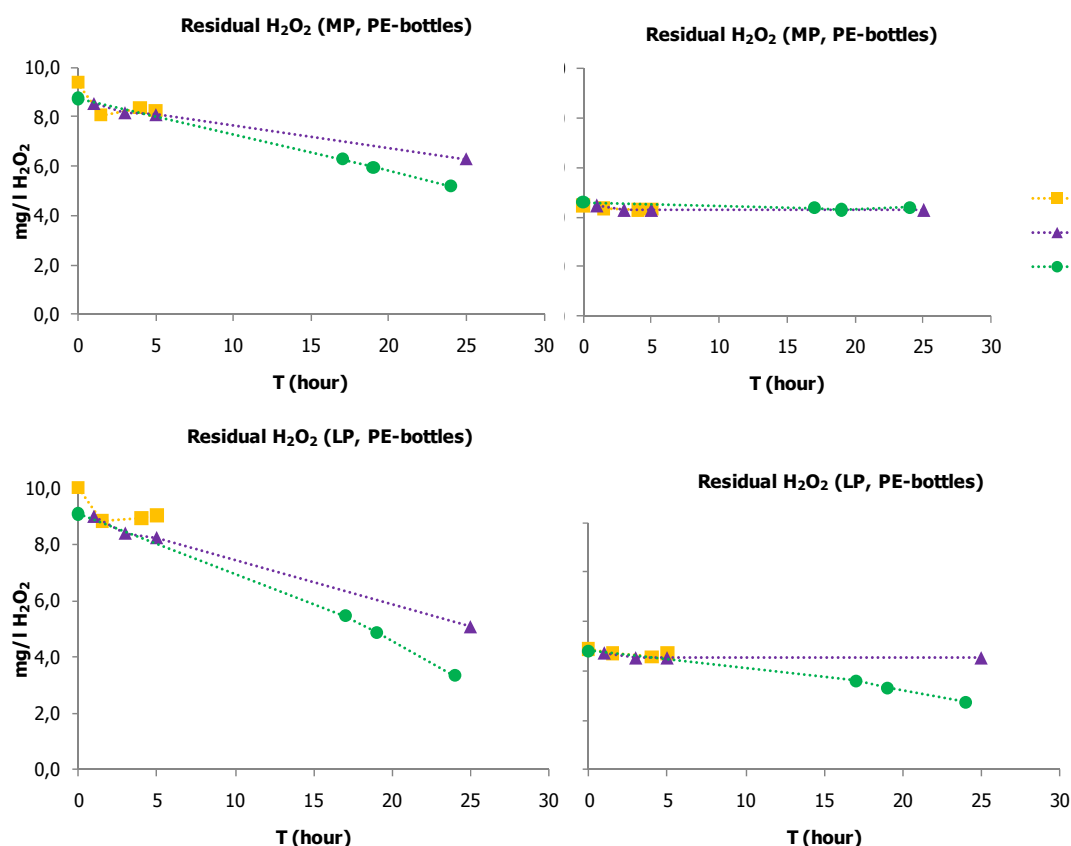 Residual H₂O₂ (MP, PE-bottles)
10,0
8,0
6,0
4,0
2,0
0,0
mg/l H₂O₂
0 5 10 15 20 25 30
T (hour)
Residual H₂O₂ (MP, PE-bottles)
0 5 10 15 20 25 30
T (hour)
Residual H₂O₂ (LP, PE-bottles)
10,0
8,0
6,0
4,0
2,0
0,0
mg/l H₂O₂
0 5 10 15 20 25 30
T (hour)
Residual H₂O₂ (LP, PE-bottles)
0 5 10 15 20 25 30
T (hour)